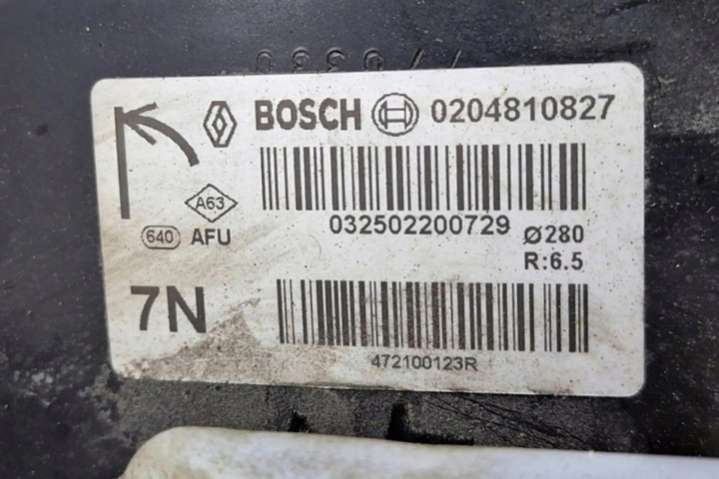 BOSCH 0204810827
A63
032502200729
640 AFU
Ø280
R:6.5
7N
472100123R